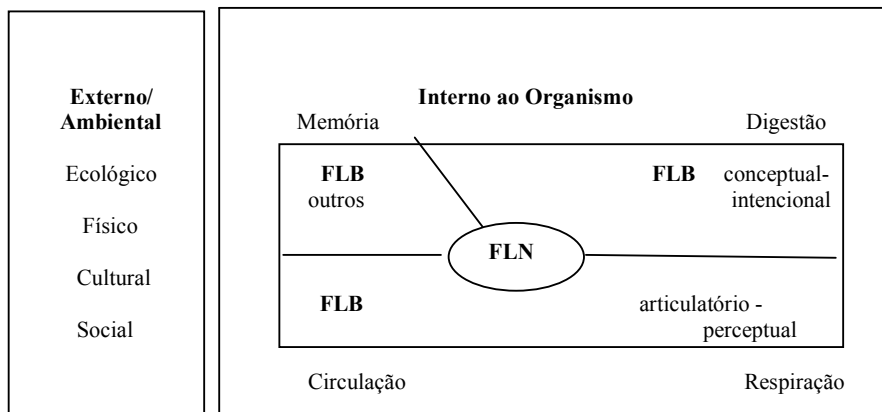 Externo/
Ambiental
Ecológico
Físico
Cultural
Social
Interno ao Organismo
Memória Digestão
FLB FLB conceptual-
outros intencional
FLN
FLB articulatório -
perceptual
Circulação Respiração